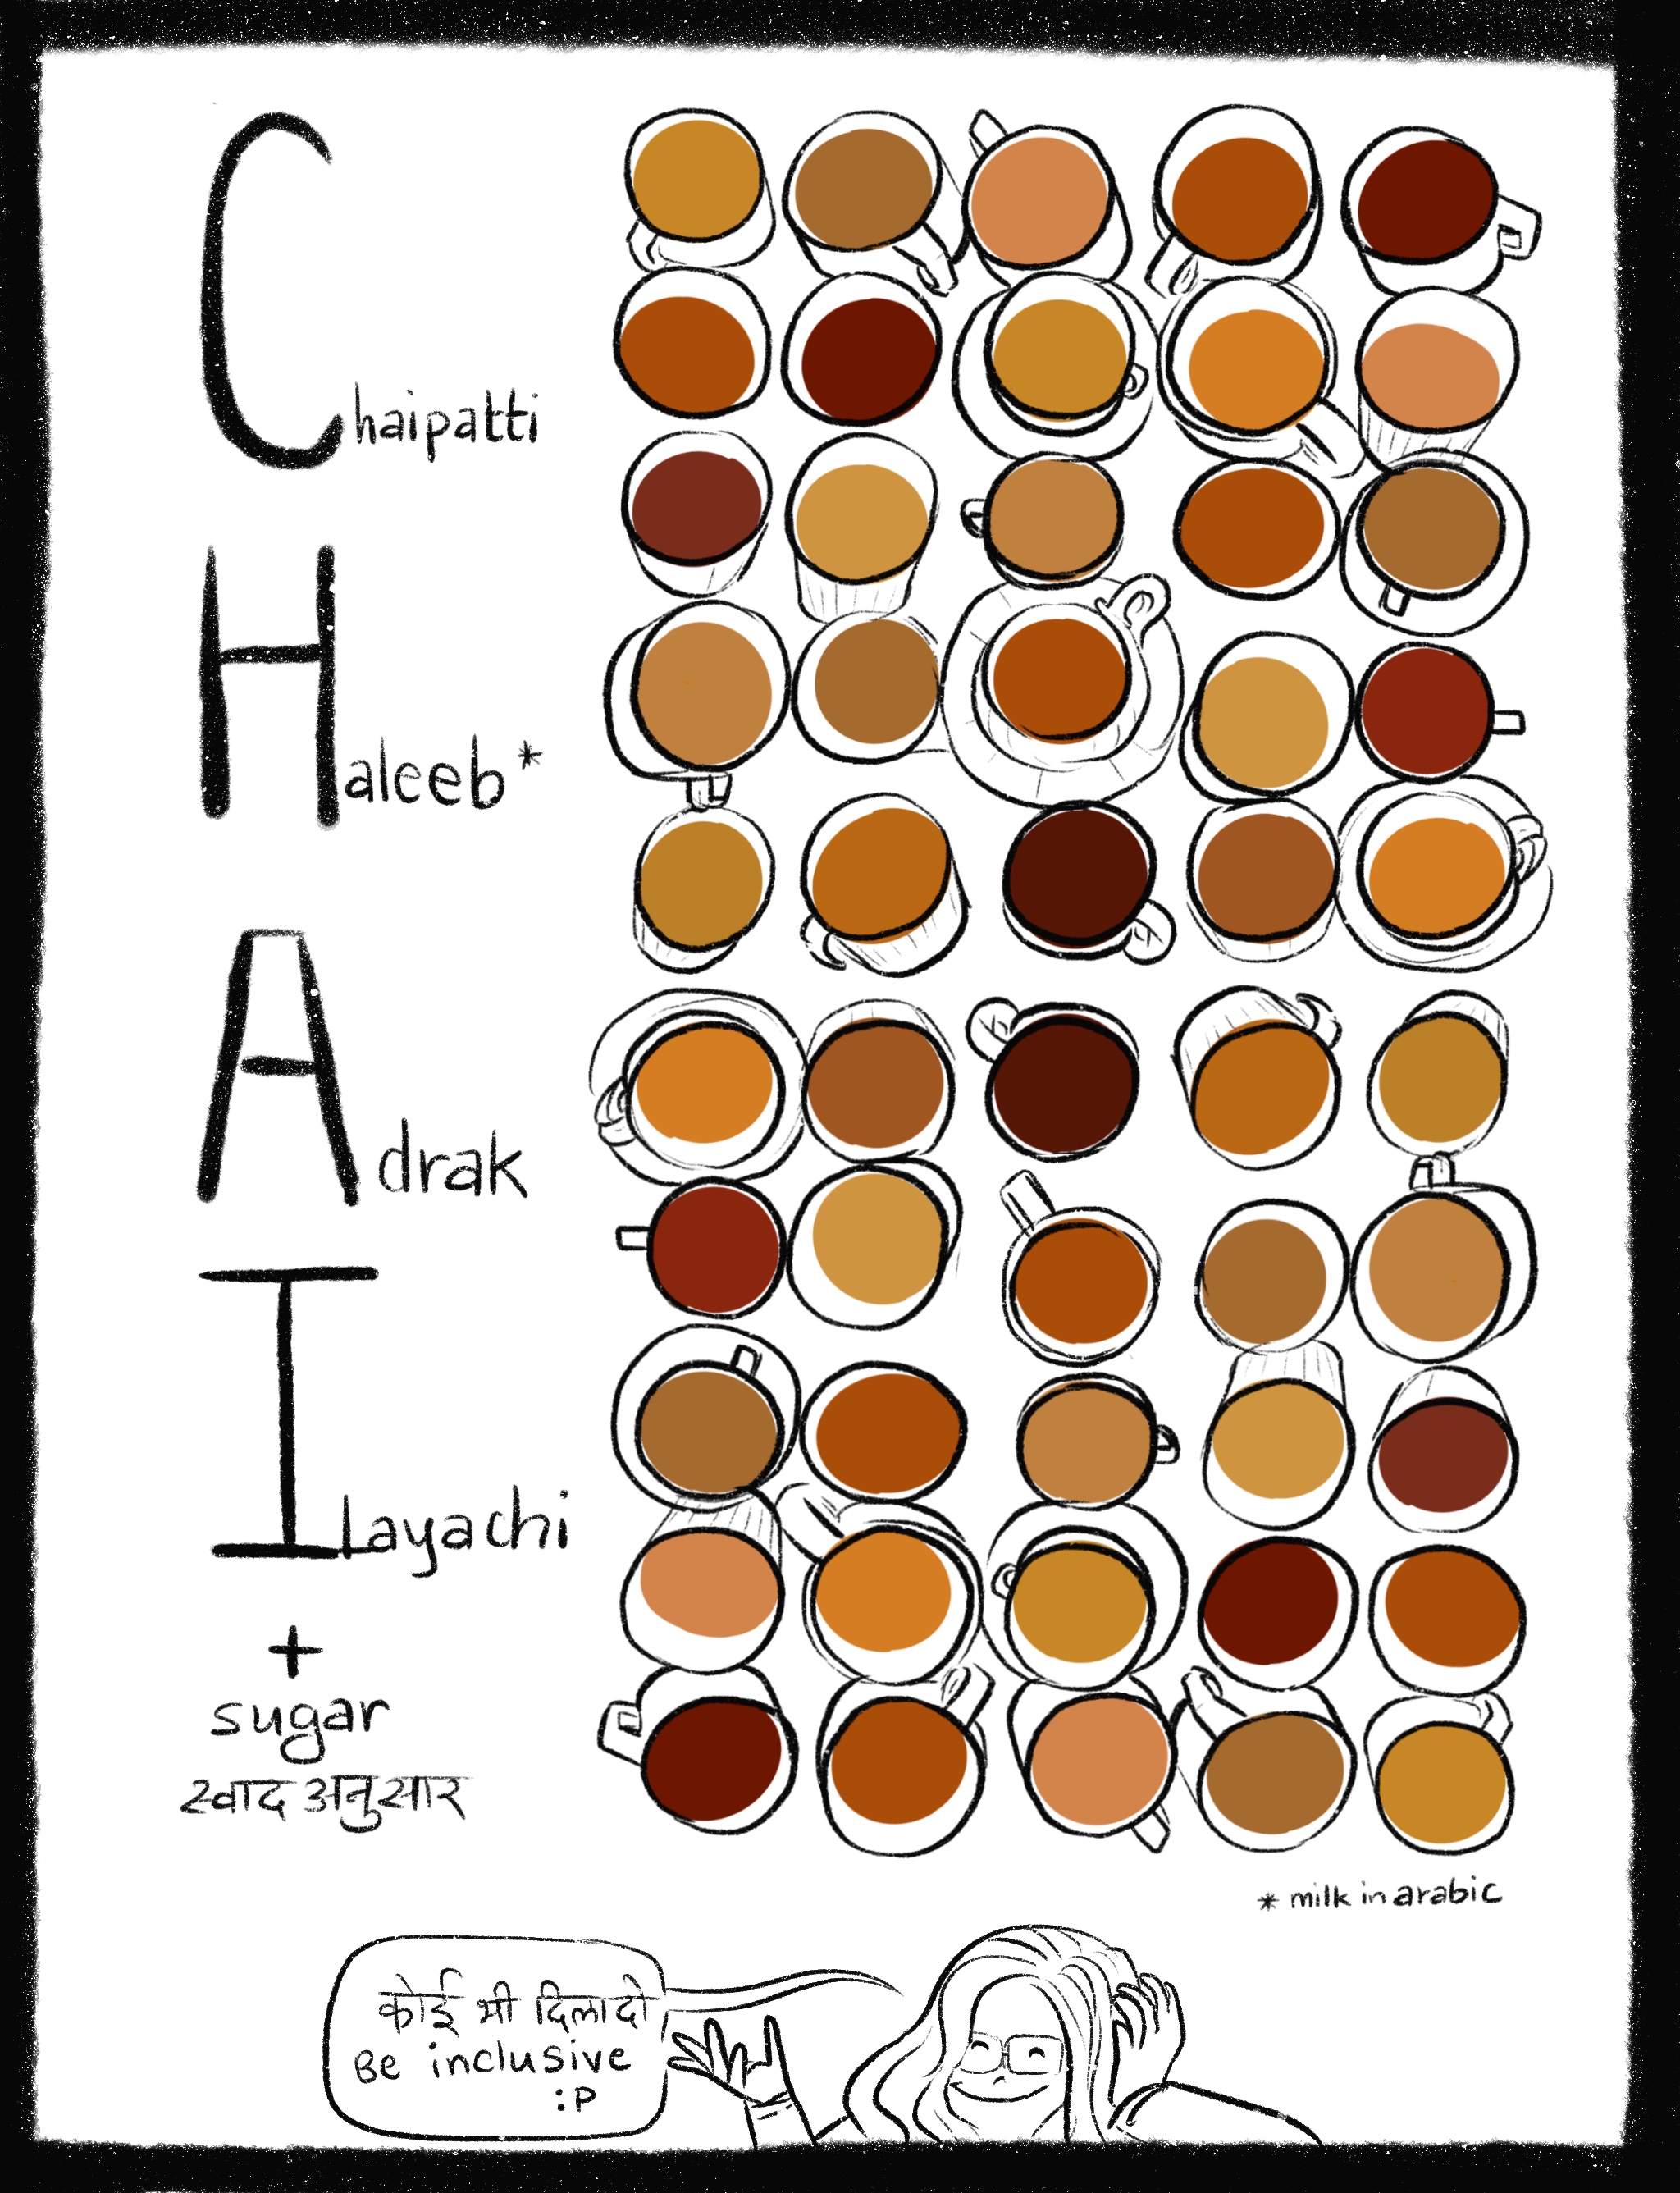 Chaipatti
Haleeb*
Adrak
Ilayachi
+
sugar
स्वाद अनुसार
* milk in arabic
कोई भी दिलादो
Be inclusive
:P